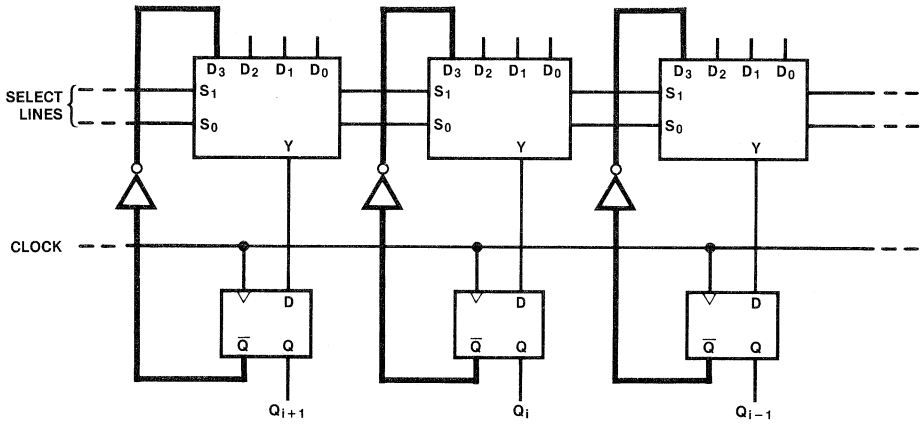 D3 D2 D1 D0 D3 D2 D1 D0 D3 D2 D1 D0
SELECT LINES
S1 S1 S1
S0 S0 S0
Y Y Y
CLOCK
D D D
Q̅ Q Q̅ Q Q̅ Q
Qi+1 Qi Qi−1